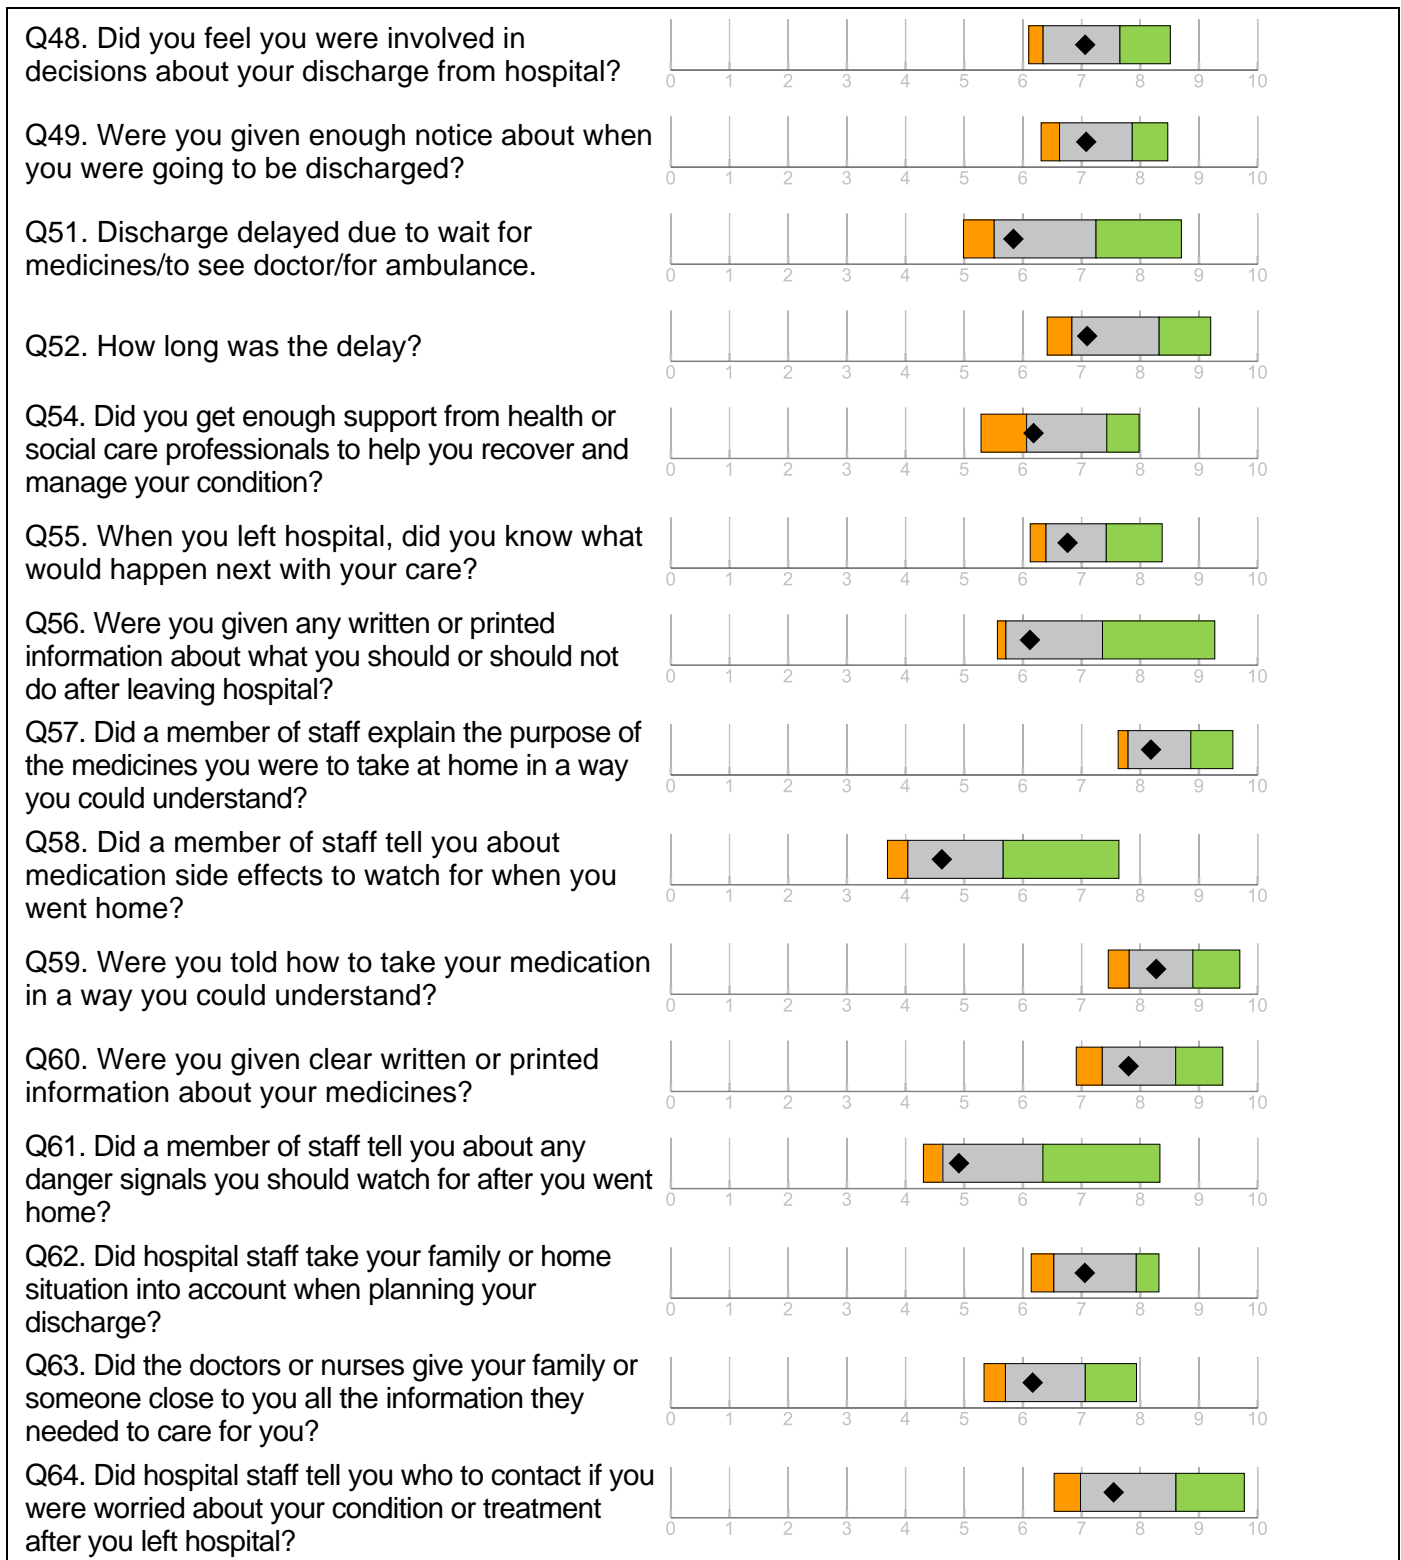 Q48. Did you feel you were involved in
decisions about your discharge from hospital?
0 1 2 3 4 5 6 7 8 9 10
Q49. Were you given enough notice about when
you were going to be discharged?
0 1 2 3 4 5 6 7 8 9 10
Q51. Discharge delayed due to wait for
medicines/to see doctor/for ambulance.
0 1 2 3 4 5 6 7 8 9 10
Q52. How long was the delay?
0 1 2 3 4 5 6 7 8 9 10
Q54. Did you get enough support from health or
social care professionals to help you recover and
manage your condition?
0 1 2 3 4 5 6 7 8 9 10
Q55. When you left hospital, did you know what
would happen next with your care?
0 1 2 3 4 5 6 7 8 9 10
Q56. Were you given any written or printed
information about what you should or should not
do after leaving hospital?
0 1 2 3 4 5 6 7 8 9 10
Q57. Did a member of staff explain the purpose of
the medicines you were to take at home in a way
you could understand?
0 1 2 3 4 5 6 7 8 9 10
Q58. Did a member of staff tell you about
medication side effects to watch for when you
went home?
0 1 2 3 4 5 6 7 8 9 10
Q59. Were you told how to take your medication
in a way you could understand?
0 1 2 3 4 5 6 7 8 9 10
Q60. Were you given clear written or printed
information about your medicines?
0 1 2 3 4 5 6 7 8 9 10
Q61. Did a member of staff tell you about any
danger signals you should watch for after you went
home?
0 1 2 3 4 5 6 7 8 9 10
Q62. Did hospital staff take your family or home
situation into account when planning your
discharge?
0 1 2 3 4 5 6 7 8 9 10
Q63. Did the doctors or nurses give your family or
someone close to you all the information they
needed to care for you?
0 1 2 3 4 5 6 7 8 9 10
Q64. Did hospital staff tell you who to contact if you
were worried about your condition or treatment
after you left hospital?
0 1 2 3 4 5 6 7 8 9 10